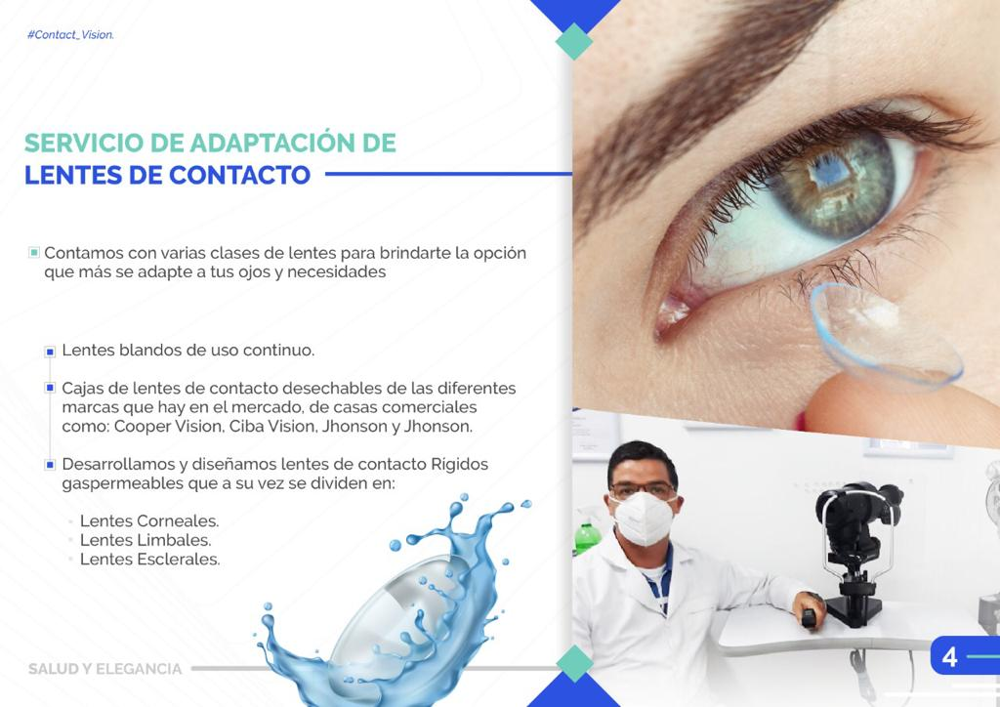 #Contact_Vision.
SERVICIO DE ADAPTACIÓN DE
LENTES DE CONTACTO
Contamos con varias clases de lentes para brindarte la opción
que más se adapte a tus ojos y necesidades
Lentes blandos de uso continuo.
Cajas de lentes de contacto desechables de las diferentes
marcas que hay en el mercado, de casas comerciales
como: Cooper Vision, Ciba Vision, Jhonson y Jhonson.
Desarrollamos y diseñamos lentes de contacto Rígidos
gaspermeables que a su vez se dividen en:
Lentes Corneales.
Lentes Limbales.
Lentes Esclerales.
SALUD Y ELEGANCIA
4